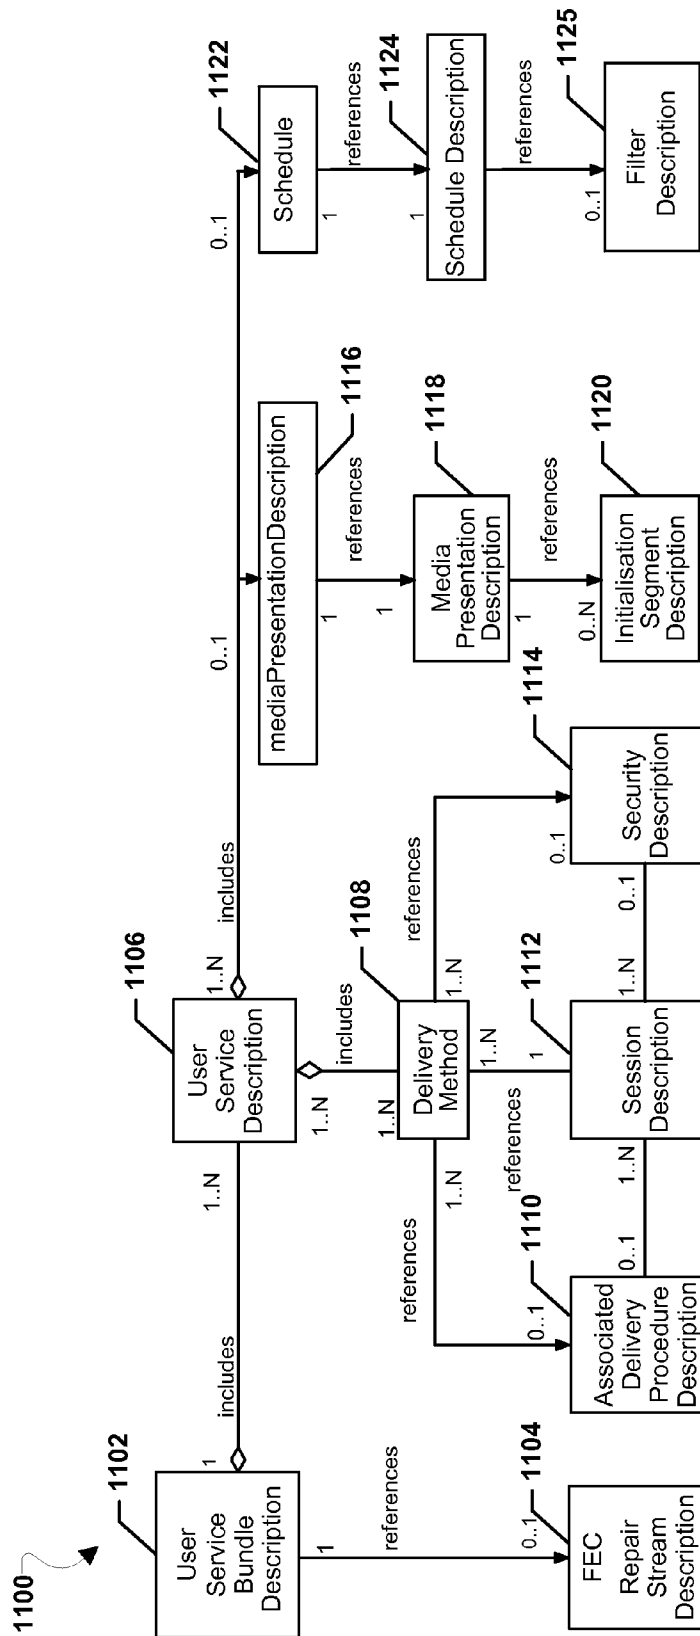 1100
1102
User
Service
Bundle
Description
1
includes
1..N
1106
User
Service
Description
1..N
includes
0..1
0..1
1
references
0..1
1104
FEC
Repair
Stream
Description
1..N
includes
1..N
1108
Delivery
Method
1..N
references
0..1
1110
Associated
Delivery
Procedure
Description
1..N
1
references
1112
Session
Description
1..N
references
0..1
1114
Security
Description
0..1
1..N
1..N
0..1
mediaPresentationDescription
1116
1
references
1
1118
Media
Presentation
Description
1
references
0..N
1120
Initialisation
Segment
Description
1122
Schedule
1
references
1
1124
Schedule Description
references
0..1
1125
Filter
Description